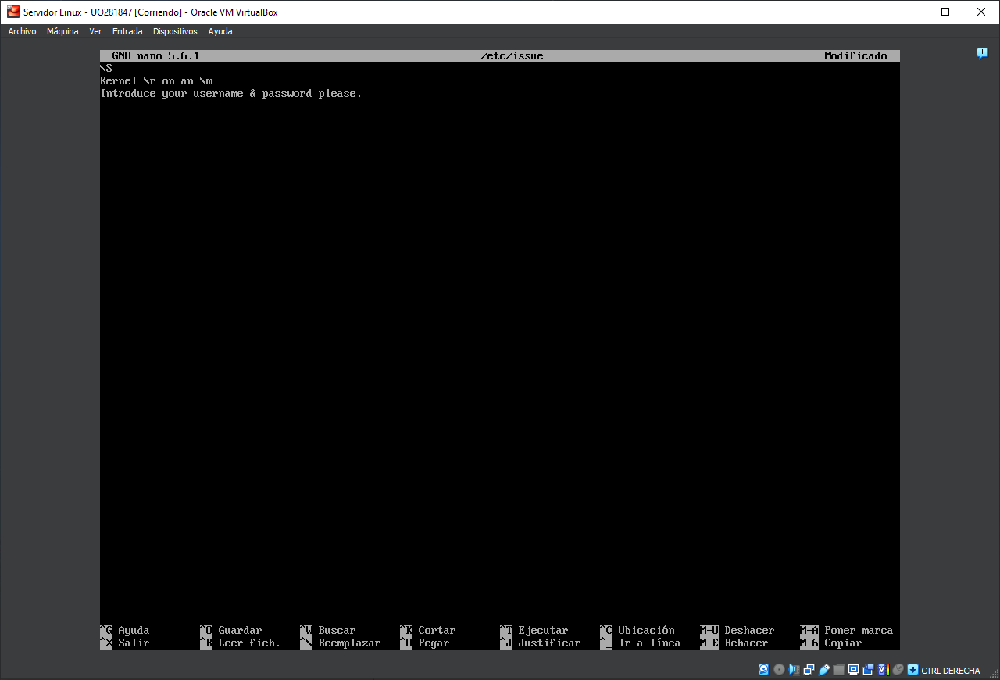 Servidor Linux - UO281847 [Corriendo] - Oracle VM VirtualBox
Archivo Máquina Ver Entrada Dispositivos Ayuda
GNU nano 5.6.1 /etc/issue Modificado
\S
Kernel \r on an \m
Introduce your username & password please.
^G Ayuda ^O Guardar ^W Buscar ^K Cortar ^T Ejecutar ^C Ubicación M-U Deshacer M-A Poner marca
^X Salir ^R Leer fich. ^\ Reemplazar ^U Pegar ^J Justificar ^_ Ir a línea M-E Rehacer M-6 Copiar
CTRL DERECHA